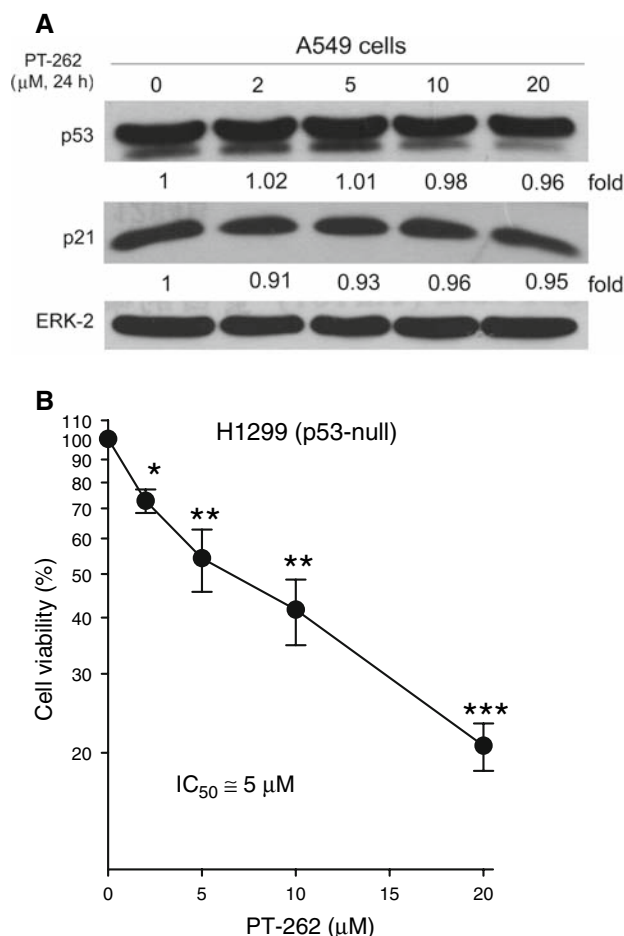 A
A549 cells
PT-262
(μM, 24 h)
0 2 5 10 20
p53
1 1.02 1.01 0.98 0.96 fold
p21
1 0.91 0.93 0.96 0.95 fold
ERK-2
B
H1299 (p53-null)
110
100
90
80
70
60
50
40
30
20
Cell viability (%)
*
**
**
***
IC50 ≅ 5 μM
0 5 10 15 20
PT-262 (μM)